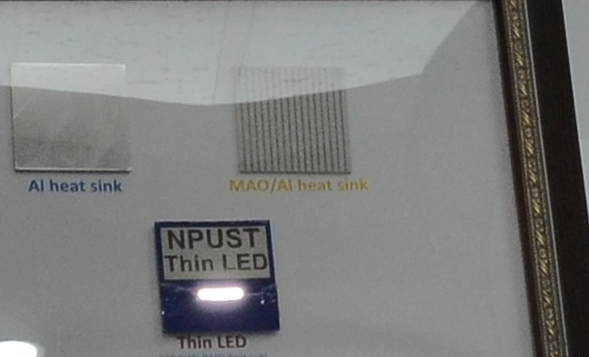 Al heat sink
MAO/Al heat sink
NPUST
Thin LED
Thin LED